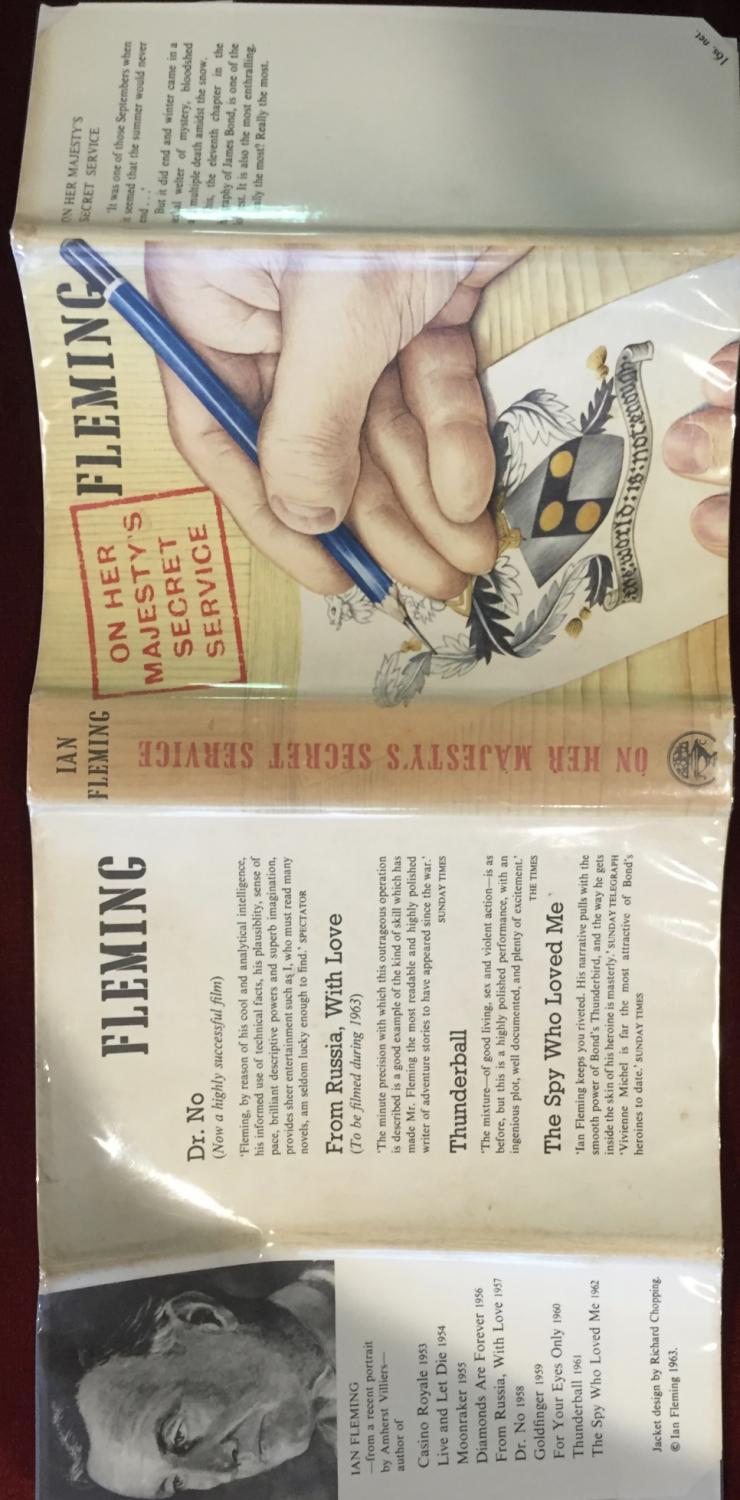 IAN FLEMING
—from a recent portrait
by Amherst Villiers—
author of
Casino Royale 1953
Live and Let Die 1954
Moonraker 1955
Diamonds Are Forever 1956
From Russia, With Love 1957
Dr. No 1958
Goldfinger 1959
For Your Eyes Only 1960
Thunderball 1961
The Spy Who Loved Me 1962
Jacket design by Richard Chopping.
© Ian Fleming 1963.
FLEMING
Dr. No
(Now a highly successful film)
'Fleming, by reason of his cool and analytical intelligence,
his informed use of technical facts, his plausiblity, sense of
pace, brilliant descriptive powers and superb imagination,
provides sheer entertainment such as I, who must read many
novels, am seldom lucky enough to find.' SPECTATOR
From Russia, With Love
(To be filmed during 1963)
'The minute precision with which this outrageous operation
is described is a good example of the kind of skill which has
made Mr. Fleming the most readable and highly polished
writer of adventure stories to have appeared since the war.'
SUNDAY TIMES
Thunderball
'The mixture—of good living, sex and violent action—is as
before, but this is a highly polished performance, with an
ingenious plot, well documented, and plenty of excitement.'
THE TIMES
The Spy Who Loved Me
'Ian Fleming keeps you riveted. His narrative pulls with the
smooth power of Bond's Thunderbird, and the way he gets
inside the skin of his heroine is masterly.' SUNDAY TELEGRAPH
'Vivienne Michel is far the most attractive of Bond's
heroines to date.' SUNDAY TIMES
IAN
FLEMING
ON HER MAJESTY'S SECRET SERVICE
FLEMING
ON HER
MAJESTY'S
SECRET
SERVICE
the:world:is:not:enough
ON HER MAJESTY'S
SECRET SERVICE
'It was one of those Septembers when
it seemed that the summer would never
end . . .'
But it did end and winter came in a
welter of mystery, bloodshed
multiple death amidst the snow.
the eleventh chapter in the
of James Bond, is one of the
It is also the most enthralling.
the most? Really the most.
16s. net